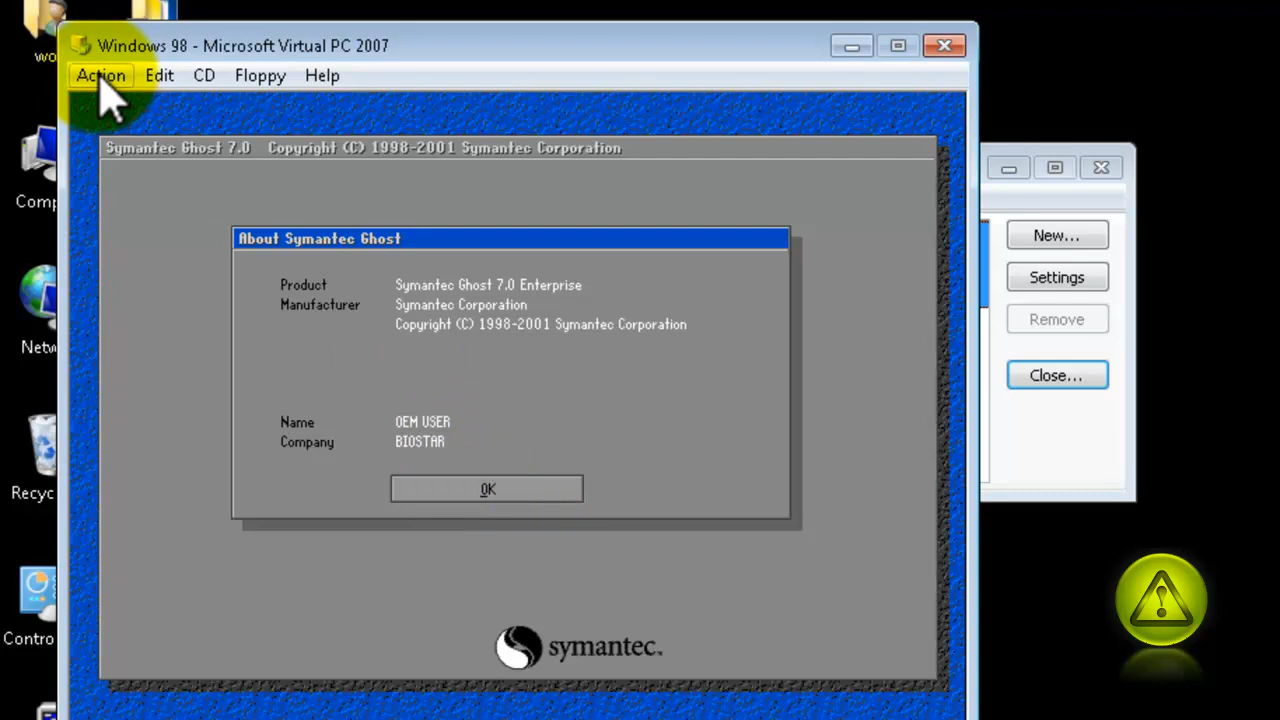 wo
Windows 98 - Microsoft Virtual PC 2007
Action Edit CD Floppy Help
Symantec Ghost 7.0 Copyright (C) 1998-2001 Symantec Corporation
Comp
New...
About Symantec Ghost
Settings
Product Symantec Ghost 7.0 Enterprise
Manufacturer Symantec Corporation
Copyright (C) 1998-2001 Symantec Corporation
Remove
Netw
Close...
Name OEM USER
Company BIOSTAR
OK
Recyc
Contro
symantec.